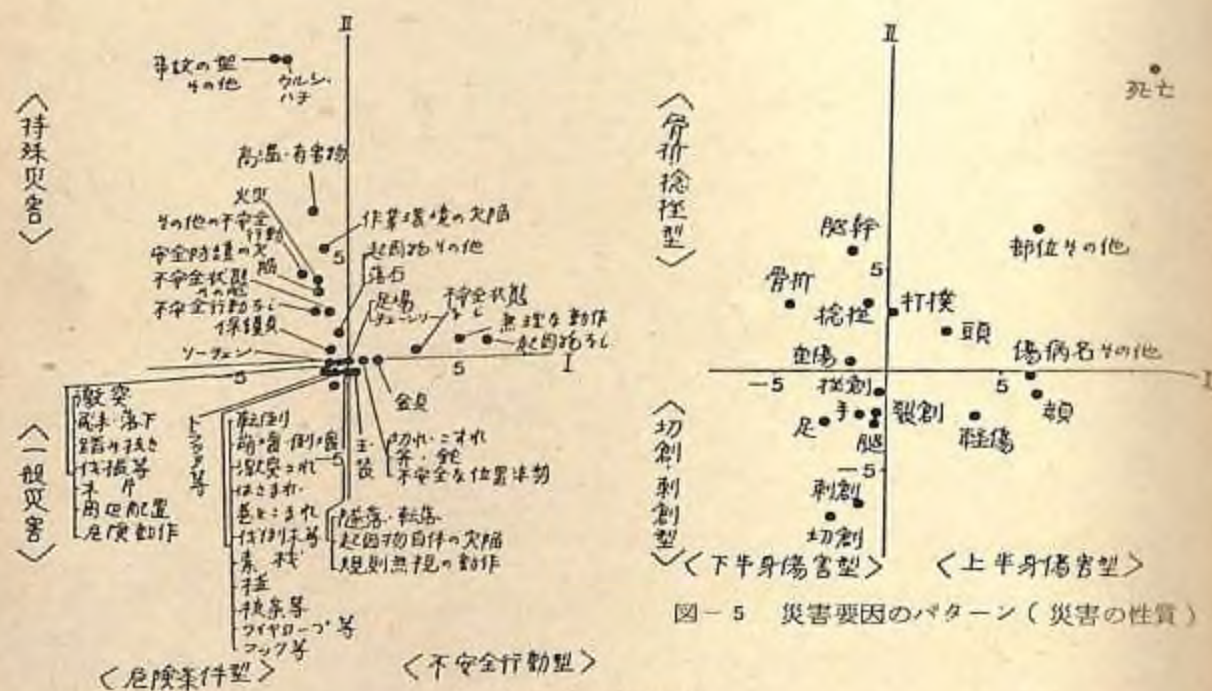 II
事故の型
その他
ウルシ・
ハチ
<特殊災害>
高温・有害物
火災
その他の不安全
行動
作業環境の欠陥
起因物その他
安全防護の欠
陥
落石
不安全状態
その他
足場
チェーンソー
不安全状態
なし
不安全行動なし
無理な動作
保護具
起因物なし
ソーチェン
5
-5
5
I
金具
<一般災害>
激突
飛来・落下
踏み抜き
伐採等
木片
周辺配置
危険動作
トラック等
転倒
崩壊・倒壊
激突され
はさまれ
巻きこまれ
伐倒木等
素材
枝条等
ワイヤロープ等
フック等
-5
玉装
切れ・こすれ
斧・鉈
不安全な位置
墜落・転落
起因物自体の欠陥
規則無視の動作
<危険条件型>
<不安全行動型>
II
死亡
<骨折捻挫型>
躯幹
部位その他
5
骨折
捻挫
打撲
頭
重傷
傷病名その他
-5
5
I
挫創
頸
足
手
裂創
軽傷
腕
-5
<切創・刺創型>
刺創
切創
<下半身傷害型>
<上半身傷害型>
図－5 災害要因のパターン(災害の性質)